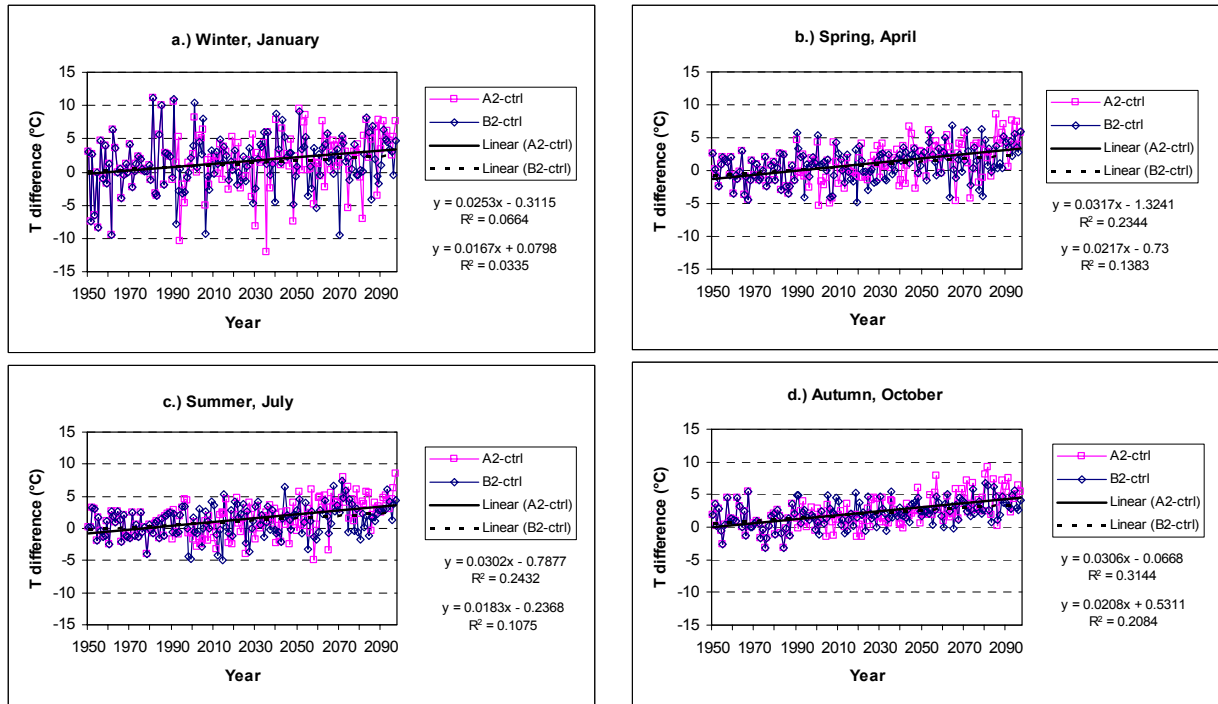 a.) Winter, January
15
10
5
0
-5
-10
-15
1950 1970 1990 2010 2030 2050 2070 2090
T difference (°C)
Year
A2-ctrl
B2-ctrl
Linear (A2-ctrl)
Linear (B2-ctrl)
y = 0.0253x - 0.3115
R² = 0.0664
y = 0.0167x + 0.0798
R² = 0.0335
b.) Spring, April
15
10
5
0
-5
-10
-15
1950 1970 1990 2010 2030 2050 2070 2090
T difference (°C)
Year
A2-ctrl
B2-ctrl
Linear (A2-ctrl)
Linear (B2-ctrl)
y = 0.0317x - 1.3241
R² = 0.2344
y = 0.0217x - 0.73
R² = 0.1383
c.) Summer, July
15
10
5
0
-5
-10
-15
1950 1970 1990 2010 2030 2050 2070 2090
T difference (°C)
Year
A2-ctrl
B2-ctrl
Linear (A2-ctrl)
Linear (B2-ctrl)
y = 0.0302x - 0.7877
R² = 0.2432
y = 0.0183x - 0.2368
R² = 0.1075
d.) Autumn, October
15
10
5
0
-5
-10
-15
1950 1970 1990 2010 2030 2050 2070 2090
T difference (°C)
Year
A2-ctrl
B2-ctrl
Linear (A2-ctrl)
Linear (B2-ctrl)
y = 0.0306x - 0.0668
R² = 0.3144
y = 0.0208x + 0.5311
R² = 0.2084